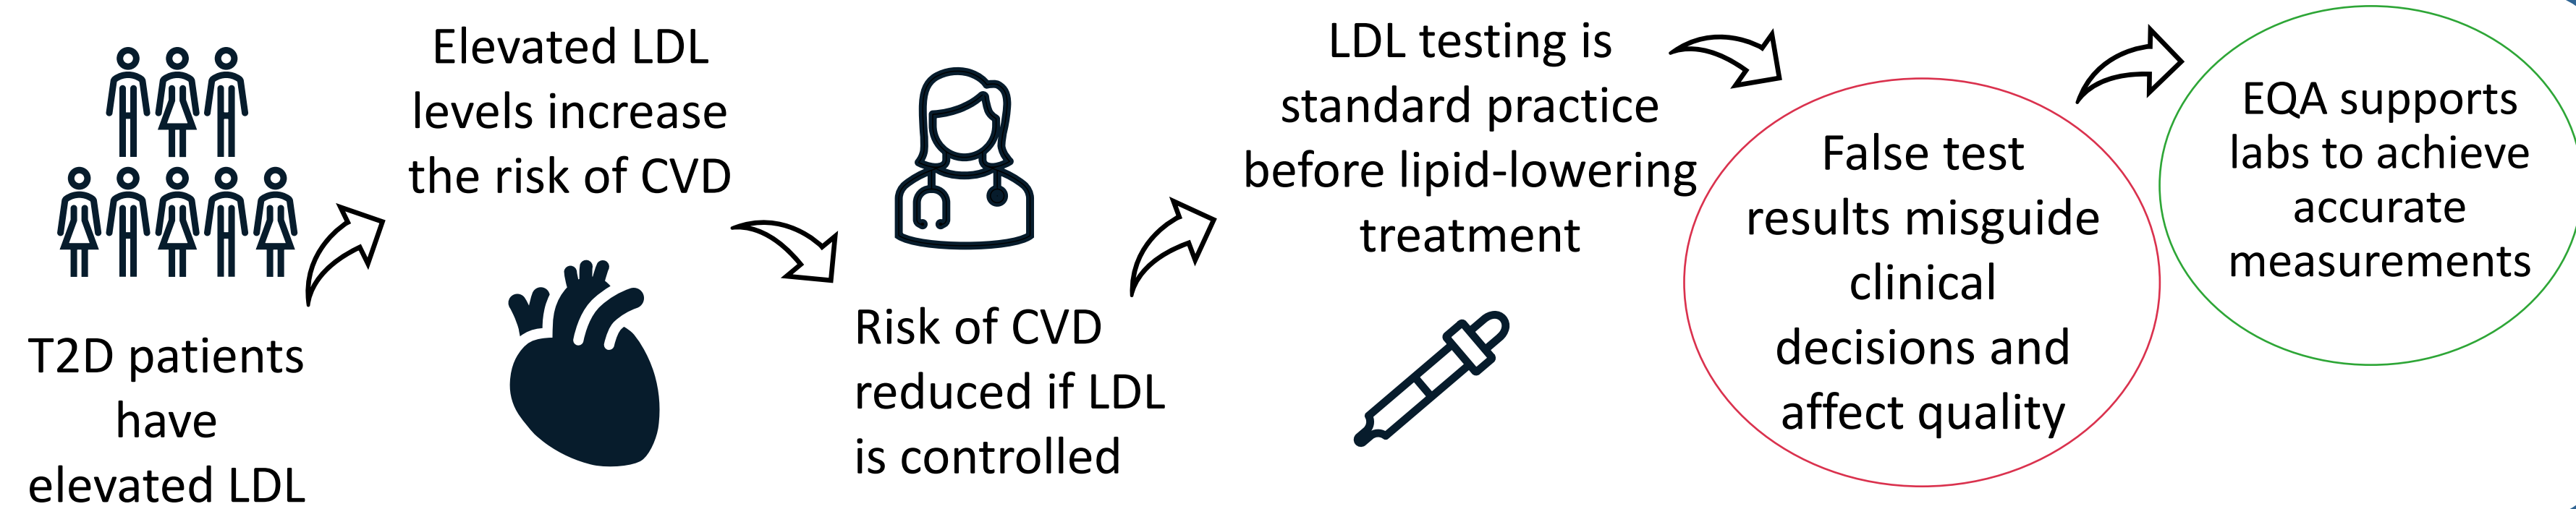 T2D patients
have
elevated LDL
Elevated LDL
levels increase
the risk of CVD
Risk of CVD
reduced if LDL
is controlled
LDL testing is
standard practice
before lipid-lowering
treatment
False test
results misguide
clinical
decisions and
affect quality
EQA supports
labs to achieve
accurate
measurements